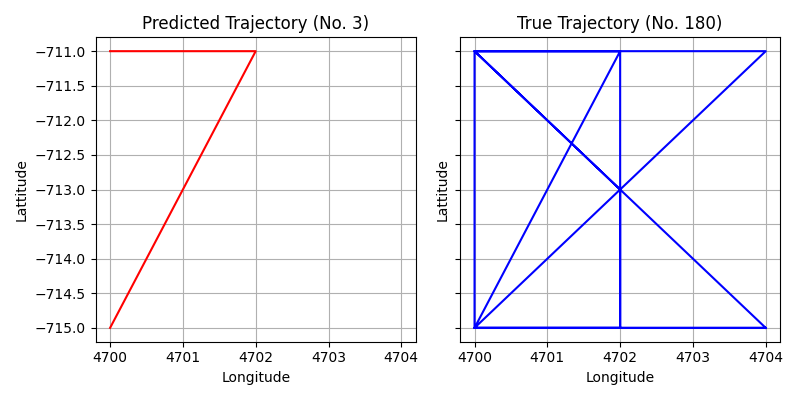 Predicted Trajectory (No. 3)
True Trajectory (No. 180)
Lattitude
−711.0
−711.5
−712.0
−712.5
−713.0
−713.5
−714.0
−714.5
−715.0
4700 4701 4702 4703 4704
Longitude
Lattitude
4700 4701 4702 4703 4704
Longitude